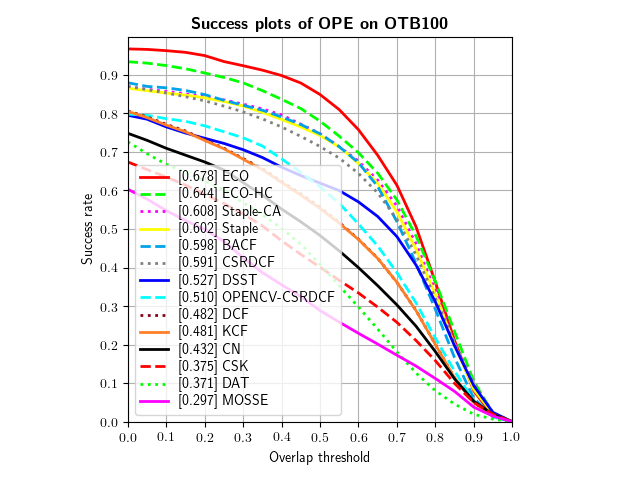 Success plots of OPE on OTB100
Success rate
0.9
0.8
0.7
0.6
0.5
0.4
0.3
0.2
0.1
0.0
[0.678] ECO
[0.644] ECO-HC
[0.608] Staple-CA
[0.601] Staple
[0.598] BACF
[0.591] CSRDCF
[0.527] DSST
[0.510] OPENCV-CSRDCF
[0.482] DCF
[0.481] KCF
[0.432] CN
[0.375] CSK
[0.371] DAT
[0.297] MOSSE
0.0 0.1 0.2 0.3 0.4 0.5 0.6 0.7 0.8 0.9 1.0
Overlap threshold